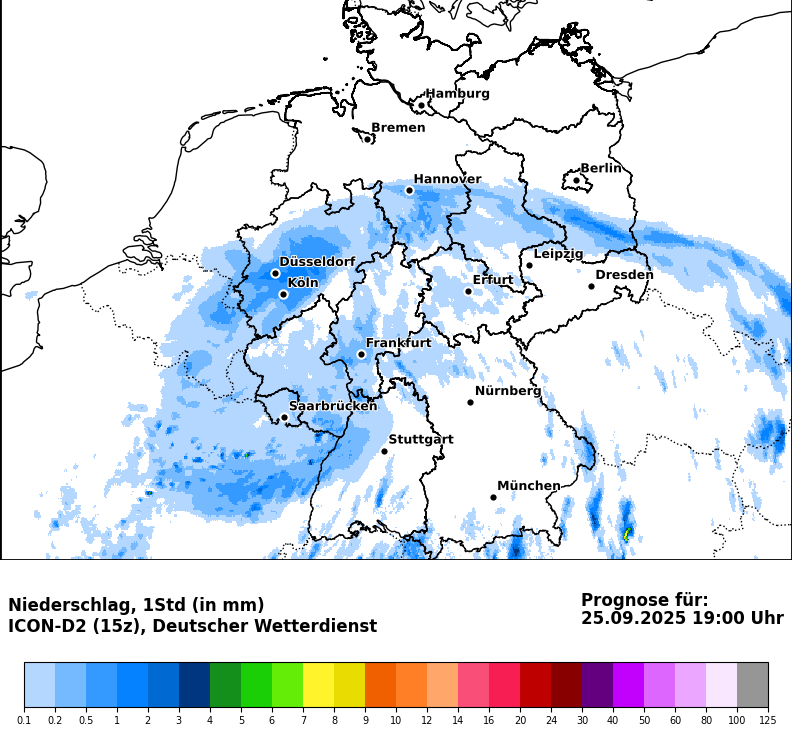 Hamburg
Bremen
Berlin
Hannover
Leipzig
Düsseldorf
Dresden
Köln
Erfurt
Frankfurt
Nürnberg
Saarbrücken
Stuttgart
München
Niederschlag, 1Std (in mm)
ICON-D2 (15z), Deutscher Wetterdienst
Prognose für:
25.09.2025 19:00 Uhr
0.1 0.2 0.5 1 2 3 4 5 6 7 8 9 10 12 14 16 20 24 30 40 50 60 80 100 125